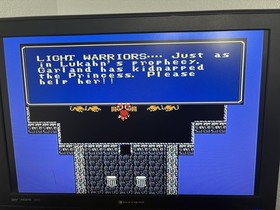 LIGHT WARRIORS.... Just as
in Lukahn's prophecy.
Garland has kidnapped
the Princess. Please
help her!!